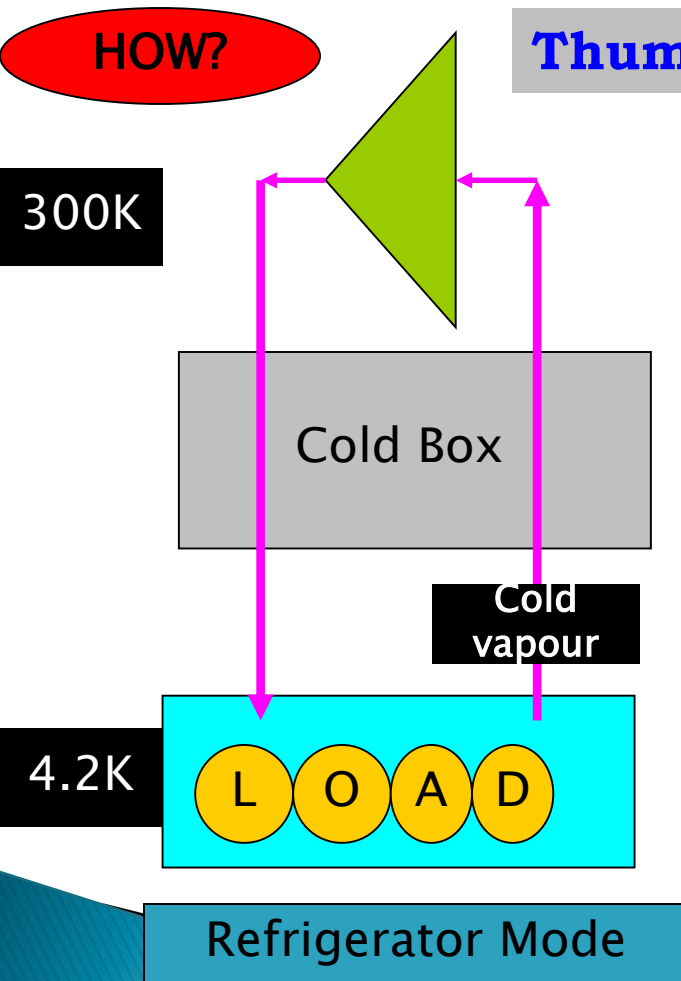 HOW?
Thum
300K
Cold Box
Cold
vapour
4.2K
L O A D
Refrigerator Mode